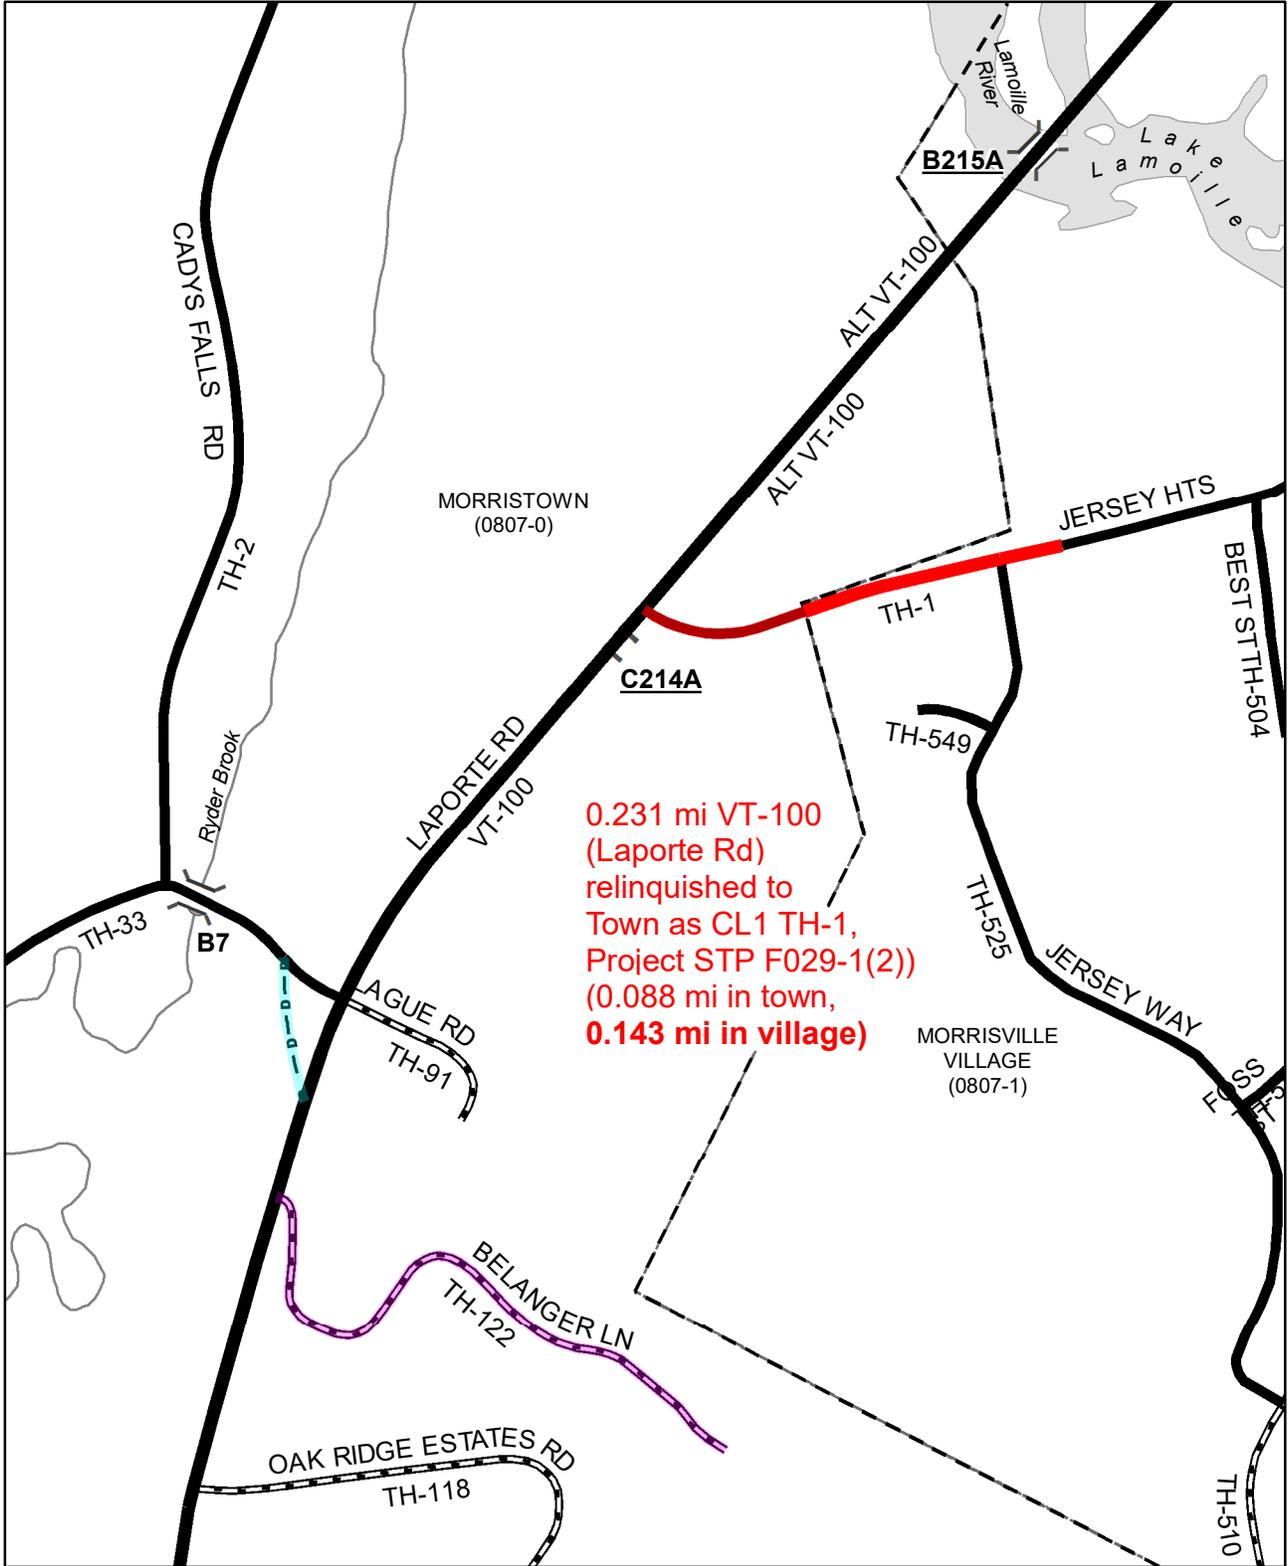 Lamoille
River
B215A
Lake
Lamoille
CADYS FALLS RD
ALT VT-100
ALT VT-100
MORRISTOWN
(0807-0)
JERSEY HTS
TH-2
BEST ST
TH-504
TH-1
C214A
TH-549
LAPORTE RD
VT-100
Ryder Brook
0.231 mi VT-100
(Laporte Rd)
relinquished to
Town as CL1 TH-1,
Project STP F029-1(2))
(0.088 mi in town,
0.143 mi in village)
TH-33
B7
TH-525
LAGUE RD
TH-91
JERSEY WAY
MORRISVILLE
VILLAGE
(0807-1)
FOSS
BELANGER LN
TH-122
OAK RIDGE ESTATES RD
TH-118
TH-510